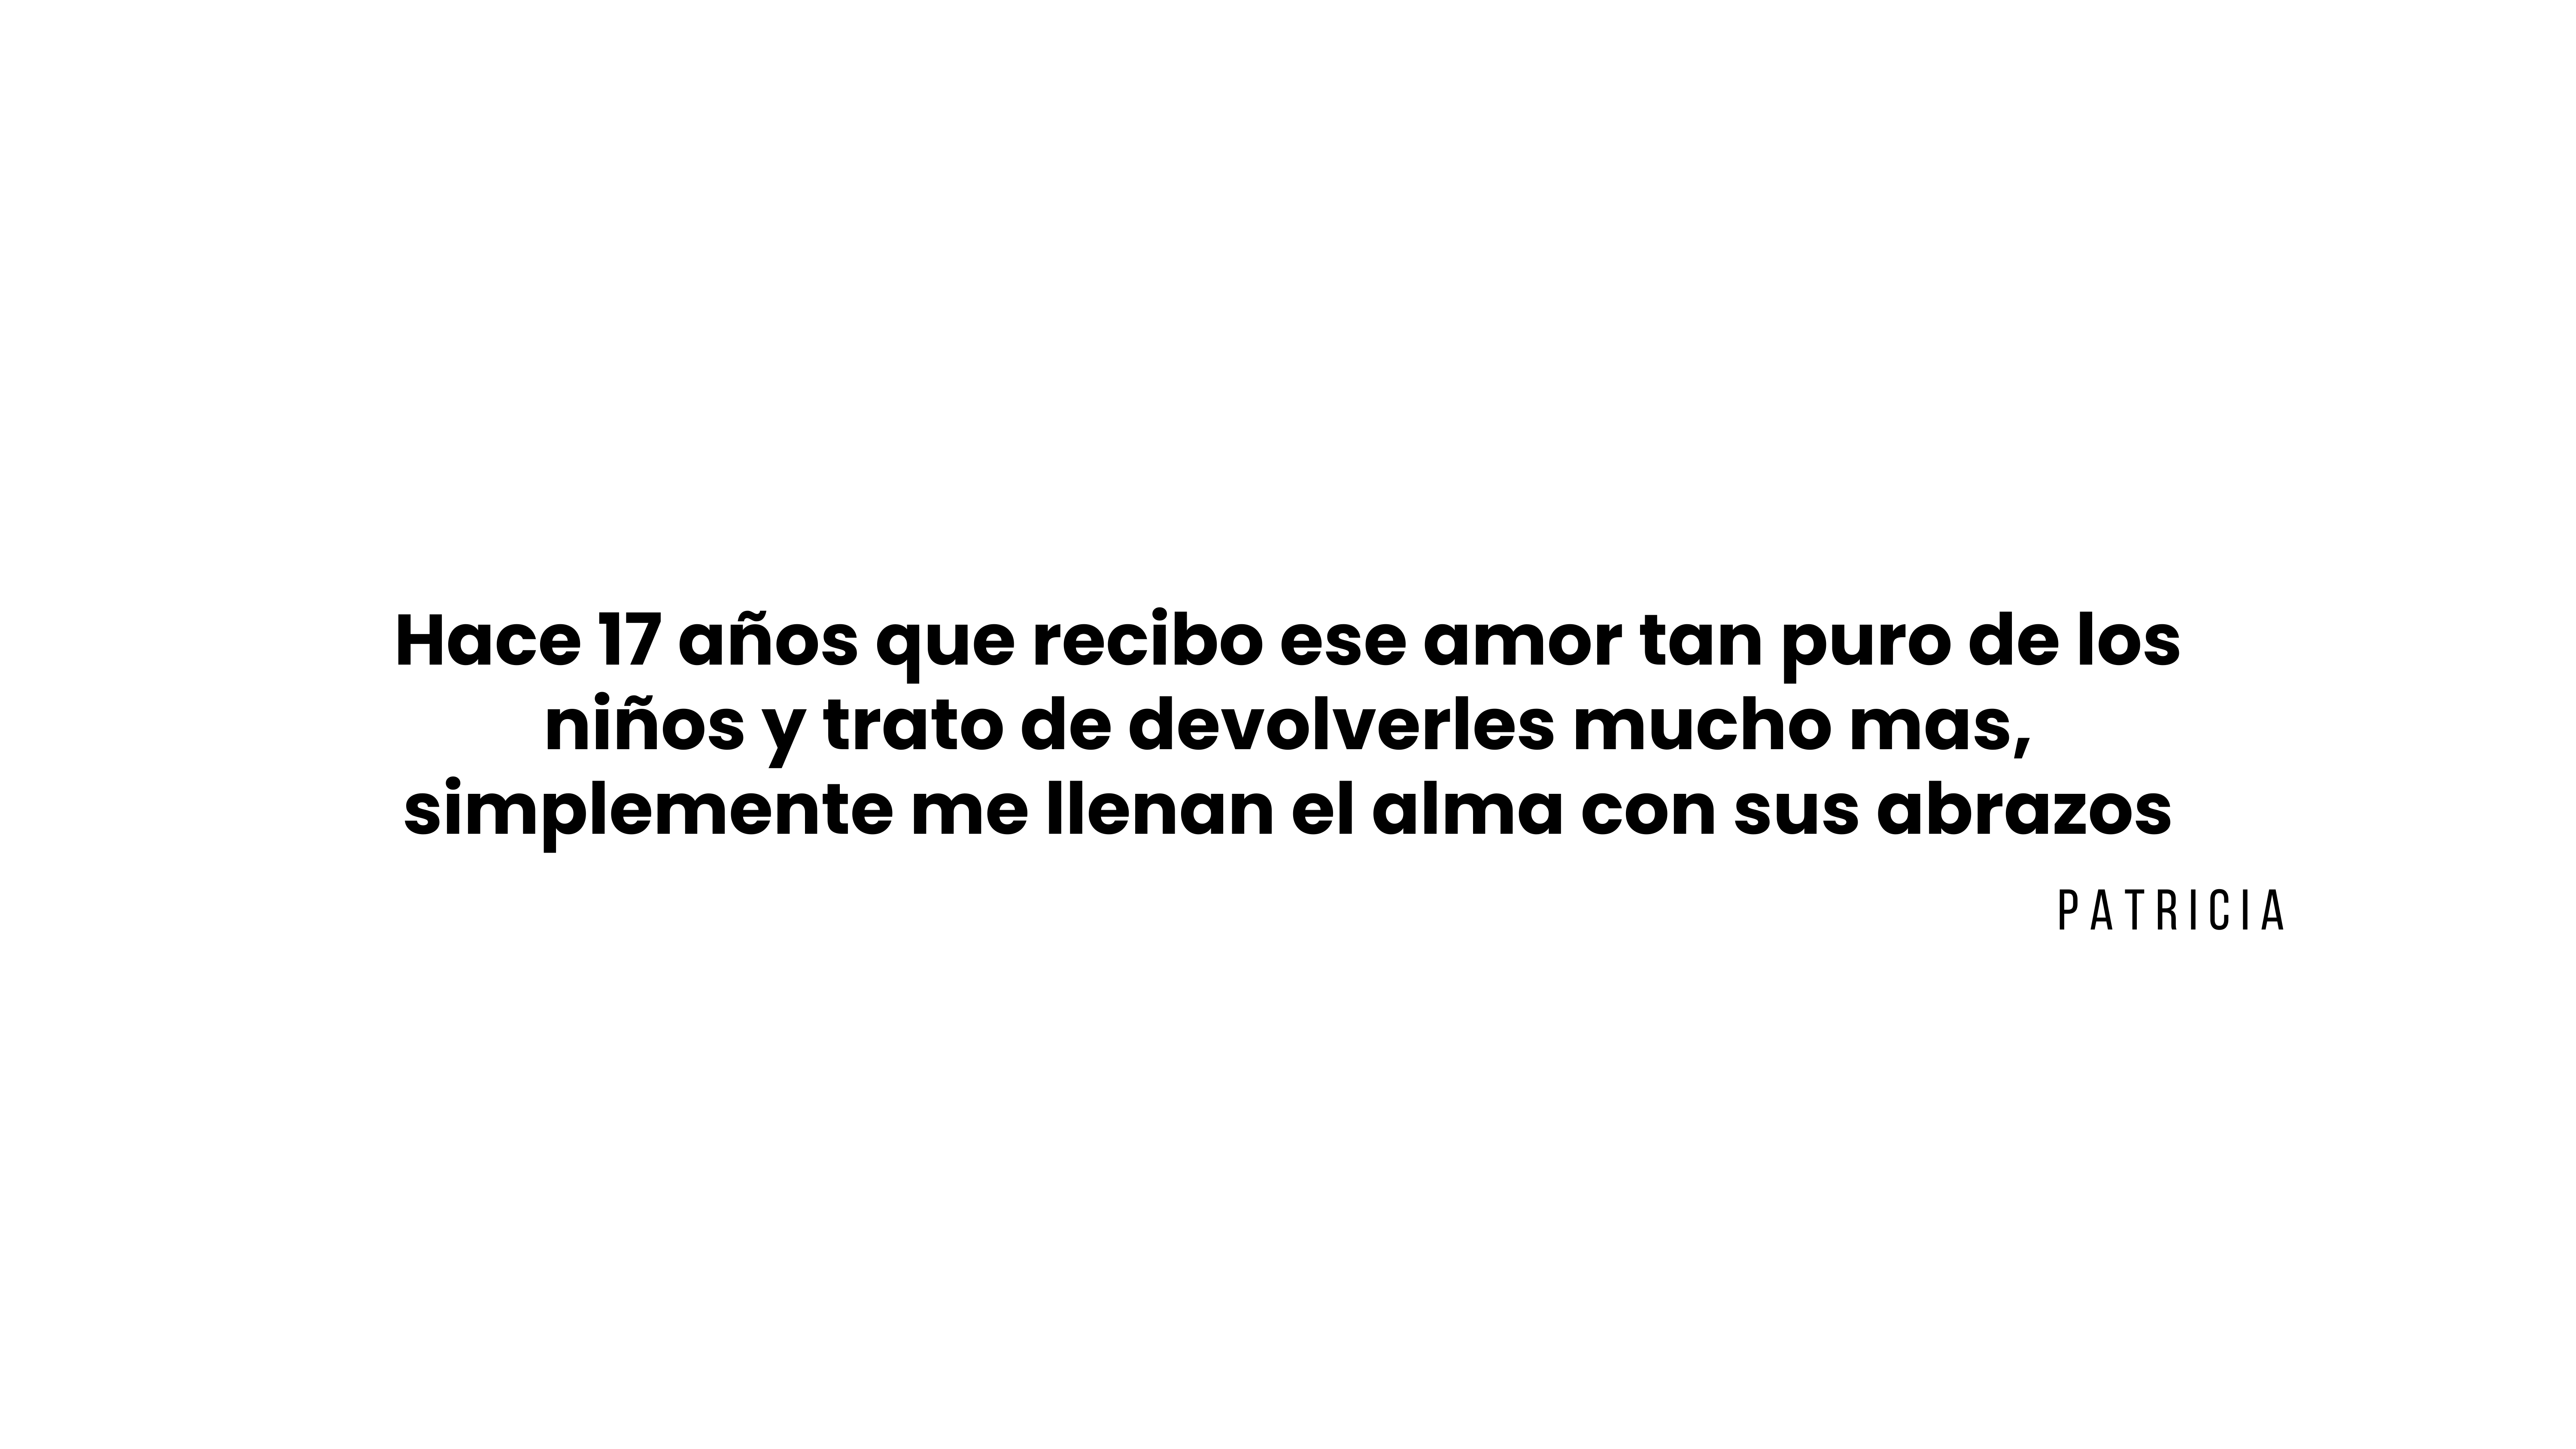 Hace 17 años que recibo ese amor tan puro de los
niños y trato de devolverles mucho mas,
simplemente me llenan el alma con sus abrazos
PATRICIA